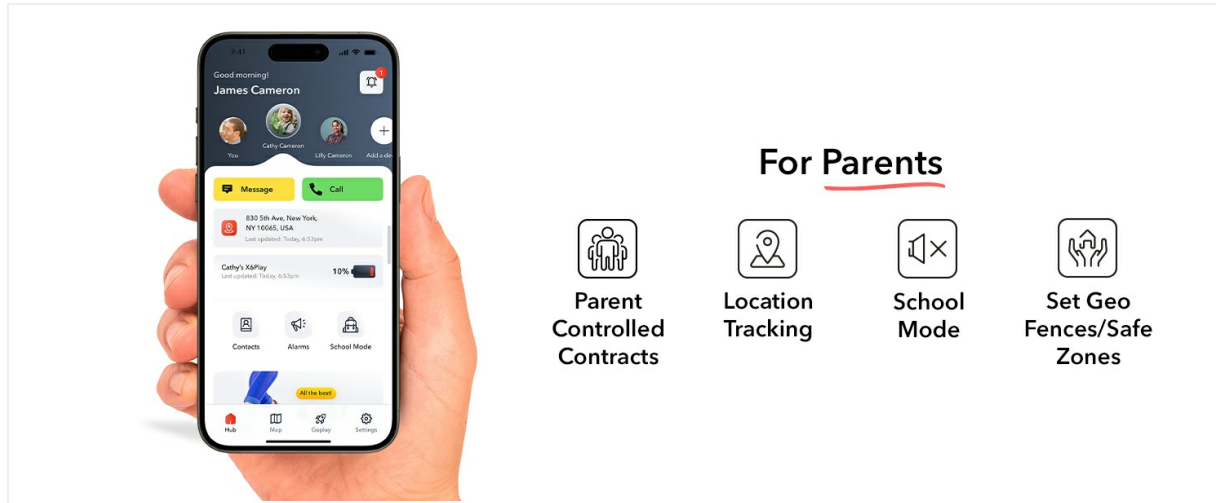 9:41
Good morning!
James Cameron
1
You
Cathy Cameron
Lilly Cameron
Add a de
Message
Call
830 5th Ave, New York,
NY 10065, USA
Last updated: Today, 6:53pm
Cathy's X6Play
Last updated: Today, 6:53pm
10%
Contacts
Alarms
School Mode
All the best!
Hub
Map
Goplay
Settings
For Parents
Parent
Controlled
Contracts
Location
Tracking
School
Mode
Set Geo
Fences/Safe
Zones